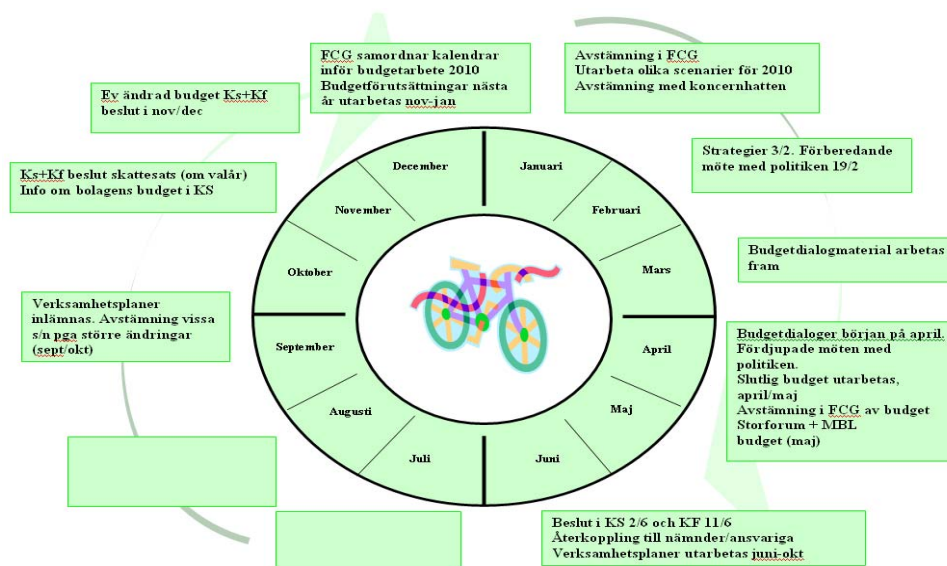 FCG samordnar kalendrar
inför budgetarbete 2010
Budgetförutsättningar nästa
år utarbetas nov-jan
Avstämning i FCG
Utarbeta olika scenarier för 2010
Avstämning med koncernhatten
Ev ändrad budget Ks+Kf
beslut i nov/dec
Strategier 3/2. Förberedande
möte med politiken 19/2
Ks+Kf beslut skattesats (om valår)
Info om bolagens budget i KS
December
Januari
November
Februari
Oktober
Mars
September
April
Augusti
Maj
Juli
Juni
Budgetdialogmaterial arbetas
fram
Verksamhetsplaner
inlämnas. Avstämning vissa
s/n pga större ändringar
(sept/okt)
Budgetdialoger början på april
Fördjupade möten med
politiken.
Slutlig budget utarbetas,
april/maj
Avstämning i FCG av budget
Storforum + MBL
budget (maj)
Beslut i KS 2/6 och KF 11/6
Återkoppling till nämnder/ansvariga
Verksamhetsplaner utarbetas juni-okt